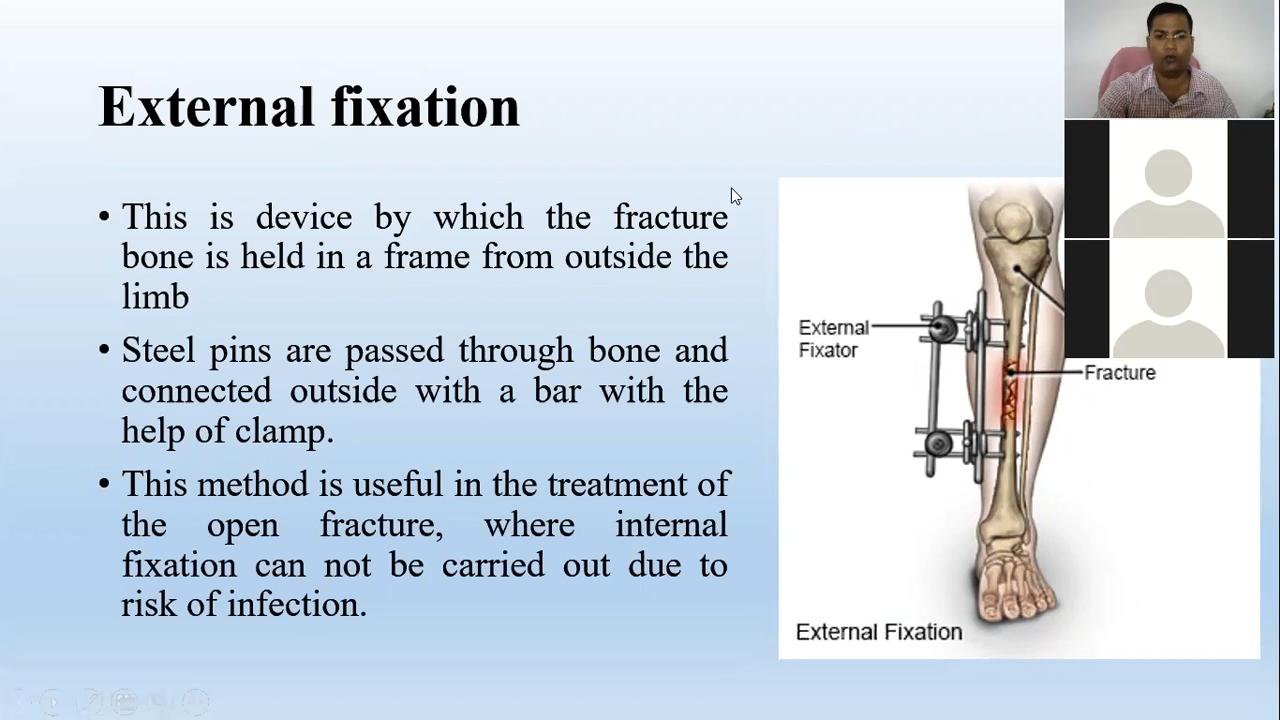 External fixation
• This is device by which the fracture
bone is held in a frame from outside the
limb
• Steel pins are passed through bone and
connected outside with a bar with the
help of clamp.
• This method is useful in the treatment of
the open fracture, where internal
fixation can not be carried out due to
risk of infection.
External
Fixator
Fracture
External Fixation